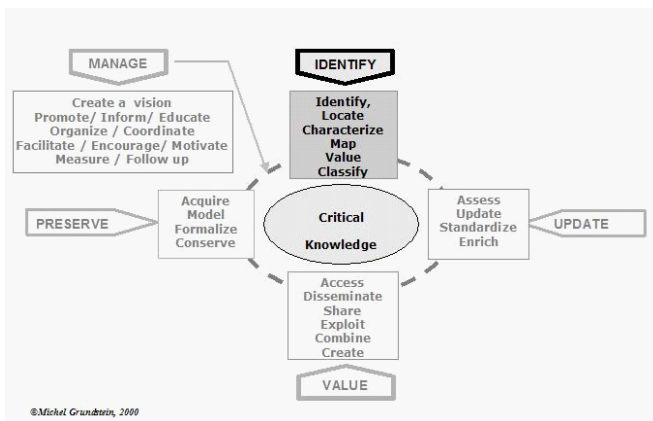 MANAGE
Create a vision
Promote/ Inform/ Educate
Organize / Coordinate
Facilitate / Encourage/ Motivate
Measure / Follow up
IDENTIFY
Identify,
Locate
Characterize
Map
Value
Classify
PRESERVE
Acquire
Model
Formalize
Conserve
Critical
Knowledge
Assess
Update
Standardize
Enrich
UPDATE
Access
Disseminate
Share
Exploit
Combine
Create
VALUE
©Michel Grundstein, 2000